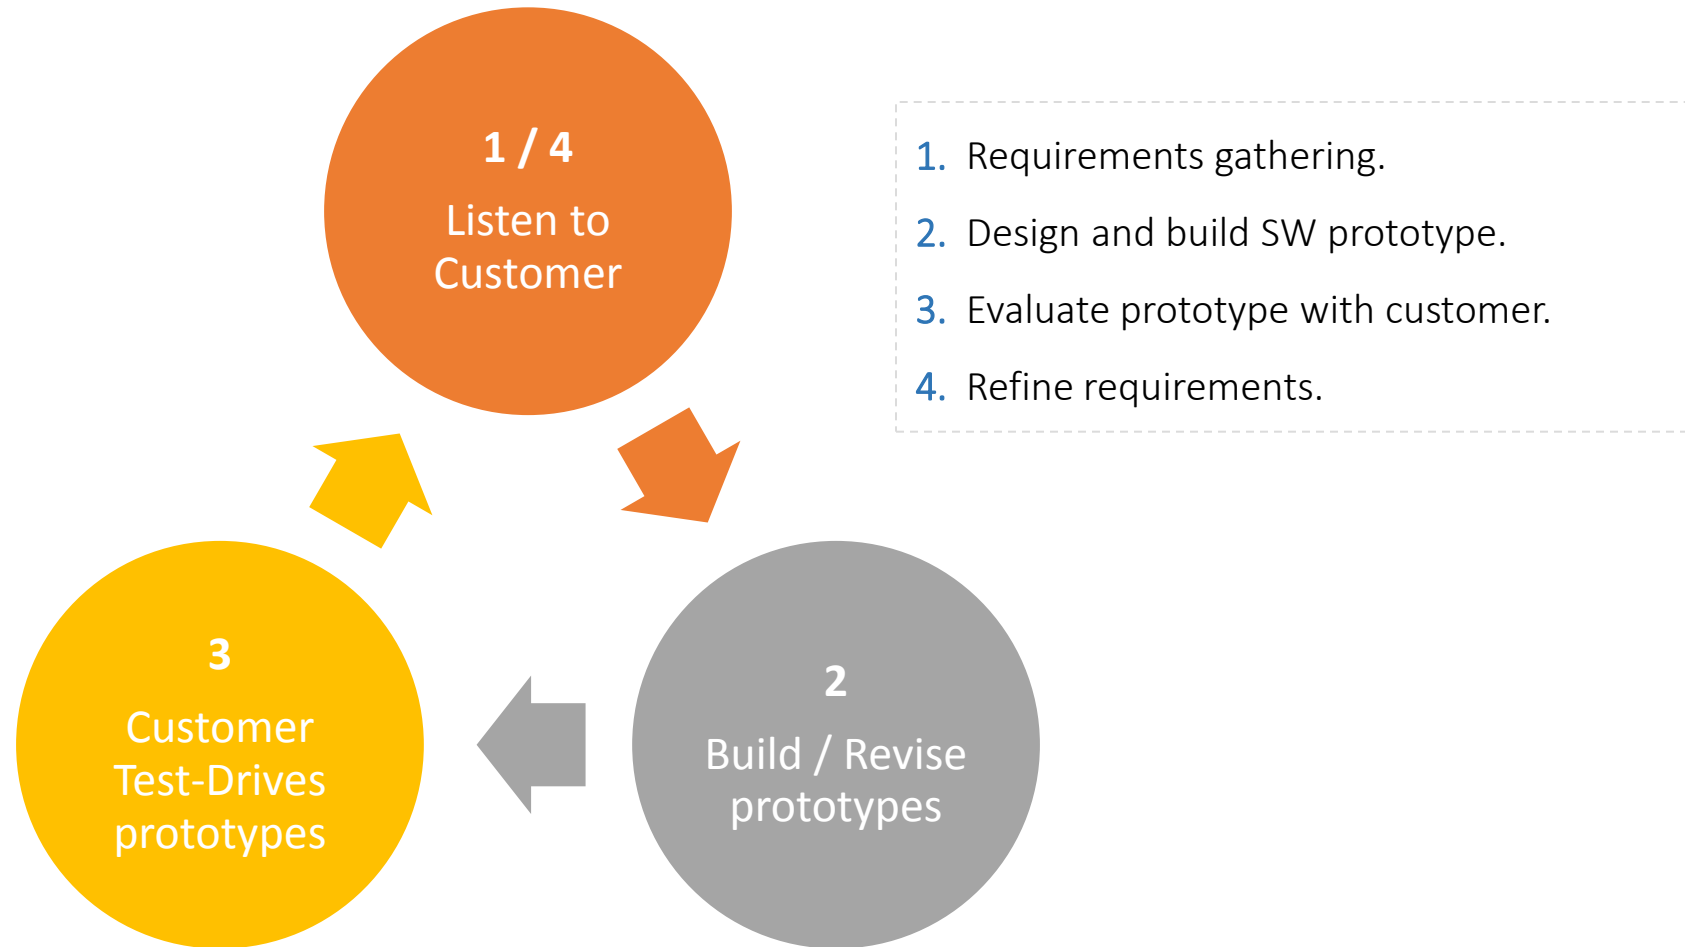 1 / 4
Listen to
Customer
1. Requirements gathering.
2. Design and build SW prototype.
3. Evaluate prototype with customer.
4. Refine requirements.
3
Customer
Test-Drives
prototypes
2
Build / Revise
prototypes